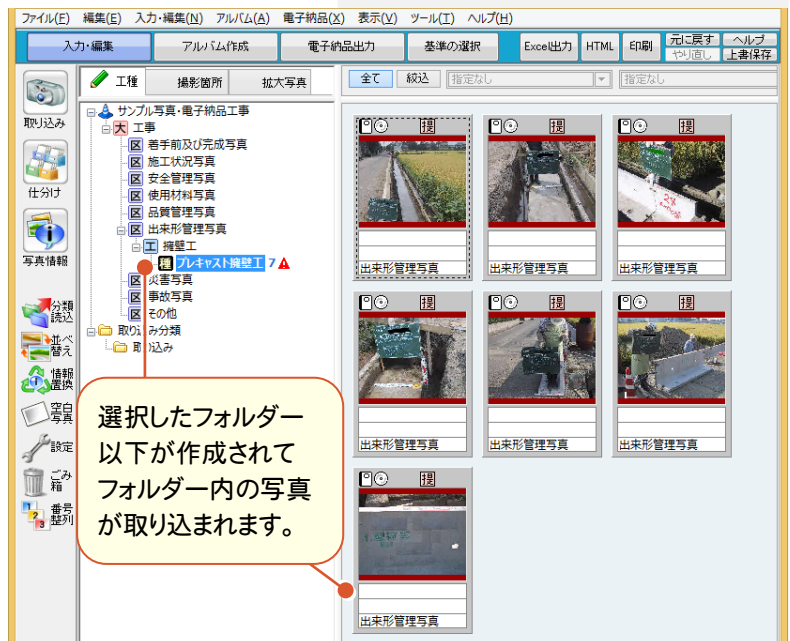 ファイル(F) 編集(E) 入力・編集(N) アルバム(A) 電子納品(X) 表示(V) ツール(T) ヘルプ(H)
入力・編集 アルバム作成 電子納品出力 基準の選択 Excel出力 HTML 印刷 元に戻す ヘルプ
やり直し 上書保存
取り込み
仕分け
写真情報
分類
読込
並べ
替え
情報
置換
空白
写真
設定
ごみ
箱
番号
整列
工種 撮影箇所 拡大写真
サンプル写真・電子納品工事
大 工事
区 着手前及び完成写真
区 施工状況写真
区 安全管理写真
区 使用材料写真
区 品質管理写真
区 出来形管理写真
工 擁壁工
種 プレキャスト擁壁工 7
区 災害写真
区 事故写真
区 その他
取り込み分類
取り込み
選択したフォルダー
以下が作成されて
フォルダー内の写真
が取り込まれます。
全て 絞込 指定なし 指定なし
P 提 P 提 P 提
出来形管理写真 出来形管理写真 出来形管理写真
P 提 P 提 P 提
出来形管理写真 出来形管理写真 出来形管理写真
P 提
出来形管理写真